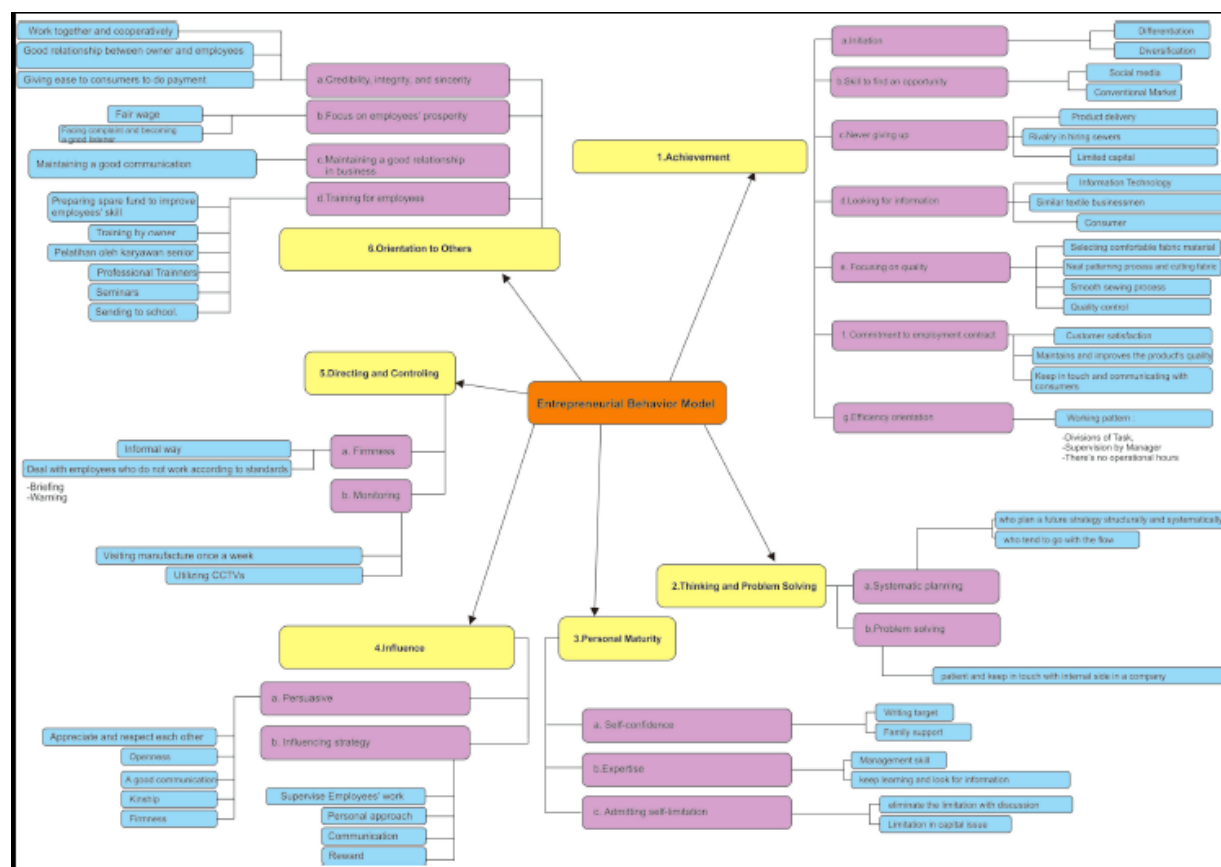 Entrepreneurial Behavior Model
1.Achievement
a.Initiation
Differentiation
Diversification
b.Skill to find an opportunity
Social media
Conventional Market
c.Never giving up
Product delivery
Rivalry in hiring sewers
Limited capital
d.Looking for information
Information Technology
Similar textile businessmen
Consumer
e. Focusing on quality
Selecting comfortable fabric material
Neat patterning process and cutting fabric
Smooth sewing process
Quality control
f. Commitment to employment contract
Customer satisfaction
Maintains and improves the product's quality
Keep in touch and communicating with
consumers
g.Efficiency orientation
Working pattern :
-Divisions of Task,
-Supervision by Manager
-There's no operational hours
2.Thinking and Problem Solving
a.Systematic planning
who plan a future strategy structurally and systematically
who tend to go with the flow
b.Problem solving
patient and keep in touch with internal side in a company
3.Personal Maturity
a. Self-confidence
Writing target
Family support
b.Expertise
Management skill
keep learning and look for information
c. Admitting self-limitation
eliminate the limitation with discussion
Limitation in capital issue
4.Influence
a. Persuasive
Appreciate and respect each other
Openness
A good communication
Kinship
Firmness
b. Influencing strategy
Supervise Employees' work
Personal approach
Communication
Reward
5.Directing and Controling
a. Firmness
Informal way
Deal with employees who do not work according to standards
-Briefing
-Warning
b. Monitoring
Visiting manufacture once a week
Utilizing CCTVs
6.Orientation to Others
a.Credibility, integrity, and sincerity
Work together and cooperatively
Good relationship between owner and employees
Giving ease to consumers to do payment
b.Focus on employees' prosperity
Fair wage
Facing complaint and becoming
a good listener
c.Maintaining a good relationship
in business
Maintaining a good communication
d.Training for employees
Preparing spare fund to improve
employees' skill
Training by owner
Pelatihan oleh karyawan senior
Professional Trainners
Seminars
Sending to school.